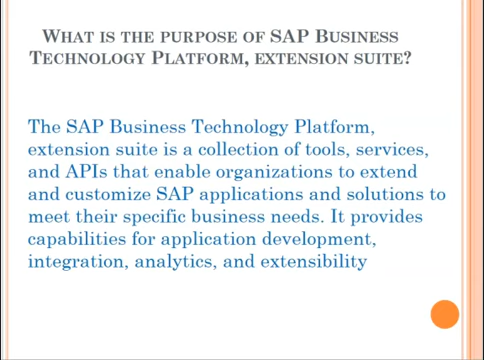 WHAT IS THE PURPOSE OF SAP BUSINESS
TECHNOLOGY PLATFORM, EXTENSION SUITE?
The SAP Business Technology Platform,
extension suite is a collection of tools, services,
and APIs that enable organizations to extend
and customize SAP applications and solutions to
meet their specific business needs. It provides
capabilities for application development,
integration, analytics, and extensibility